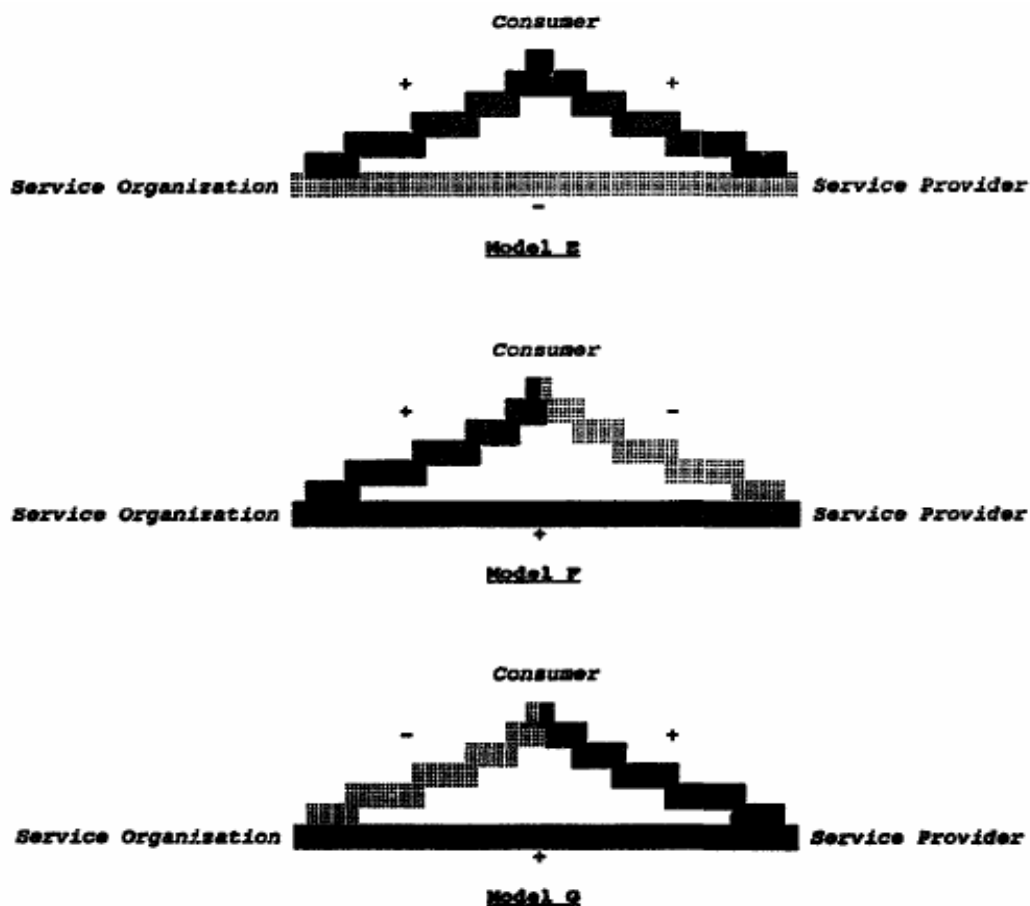 Consumer
+ +
Service Organization Service Provider
-
Model E
Consumer
+ -
Service Organization Service Provider
+
Model F
Consumer
- +
Service Organization Service Provider
+
Model G